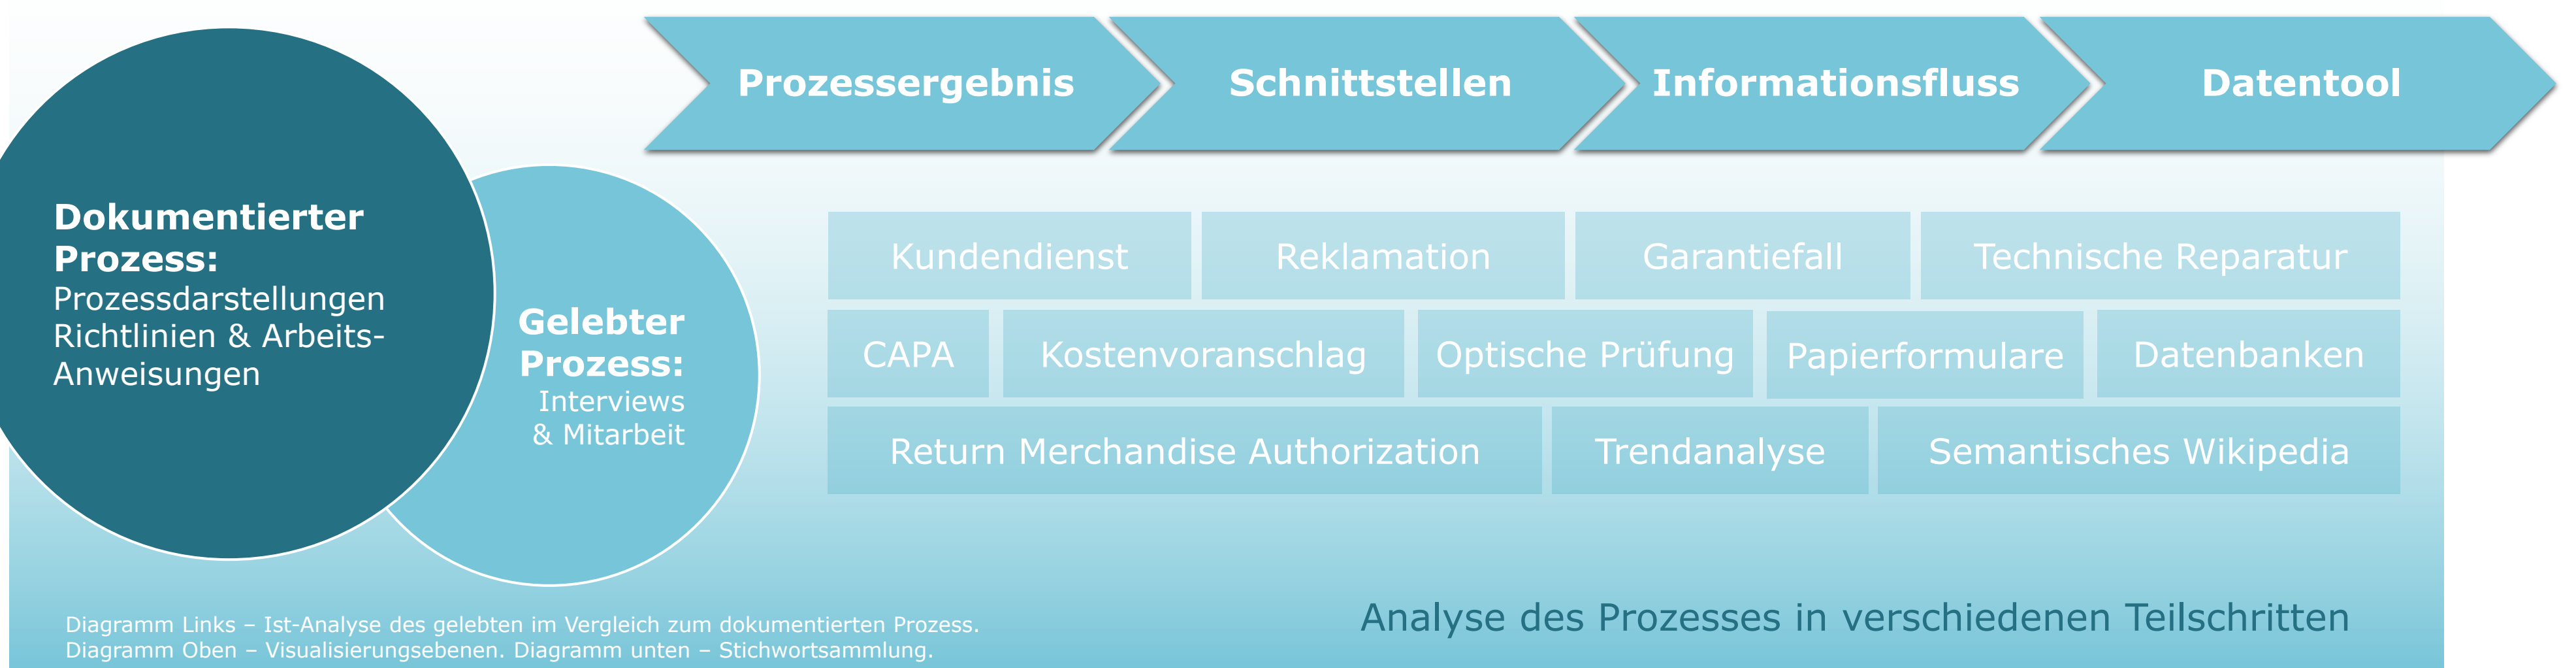 Prozessergebnis
Schnittstellen
Informationsfluss
Datentool
Dokumentierter
Prozess:
Prozessdarstellungen
Richtlinien & Arbeits-
Anweisungen
Gelebter
Prozess:
Interviews
& Mitarbeit
Kundendienst
Reklamation
Garantiefall
Technische Reparatur
CAPA
Kostenvoranschlag
Optische Prüfung
Papierformulare
Datenbanken
Return Merchandise Authorization
Trendanalyse
Semantisches Wikipedia
Analyse des Prozesses in verschiedenen Teilschritten
Diagramm Links – Ist-Analyse des gelebten im Vergleich zum dokumentierten Prozess.
Diagramm Oben – Visualisierungsebenen. Diagramm unten – Stichwortsammlung.